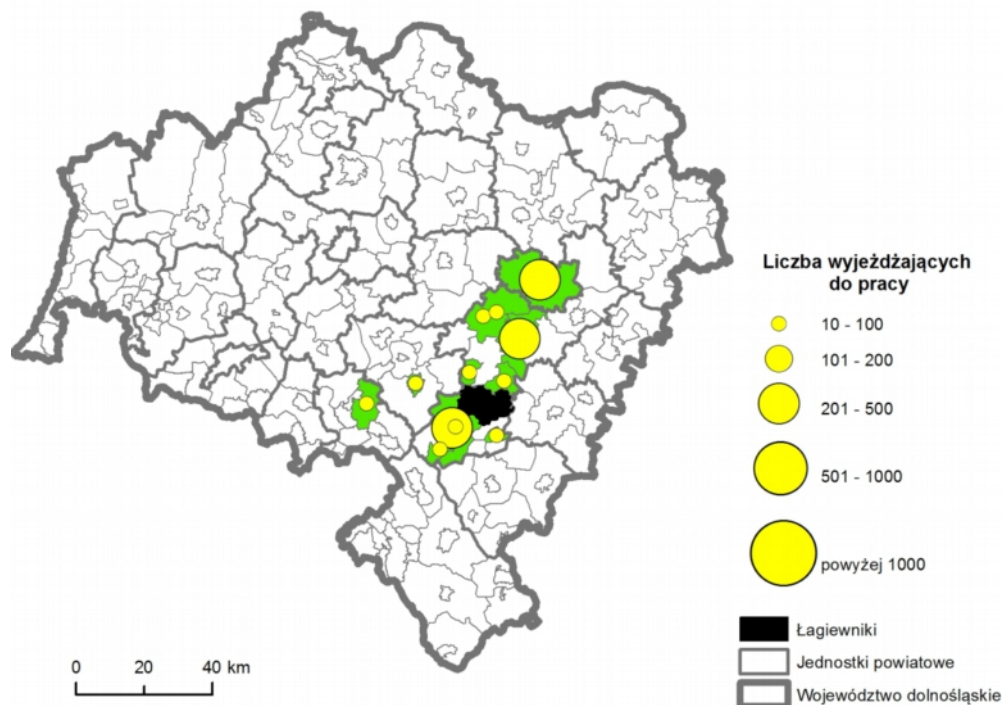 Liczba wyjeżdżających
do pracy
10 - 100
101 - 200
201 - 500
501 - 1000
powyżej 1000
Łagiewniki
Jednostki powiatowe
Województwo dolnośląskie
0 20 40 km